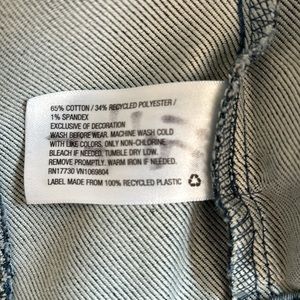 65% COTTON / 34% RECYCLED POLYESTER /
1% SPANDEX
EXCLUSIVE OF DECORATION
WASH BEFORE WEAR. MACHINE WASH COLD
WITH LIKE COLORS, ONLY NON-CHLORINE
BLEACH IF NEEDED, TUMBLE DRY LOW.
REMOVE PROMPTLY. WARM IRON IF NEEDED.
RN17730 VN1069804
LABEL MADE FROM 100% RECYCLED PLASTIC